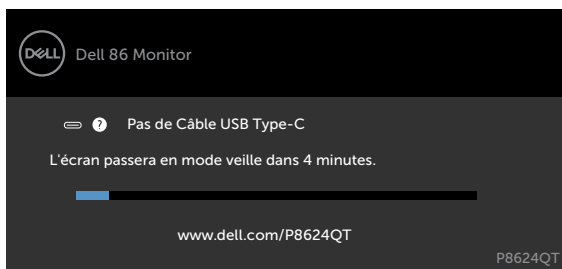 DELL Dell 86 Monitor
? Pas de Câble USB Type-C
L'écran passera en mode veille dans 4 minutes.
www.dell.com/P8624QT
P8624QT